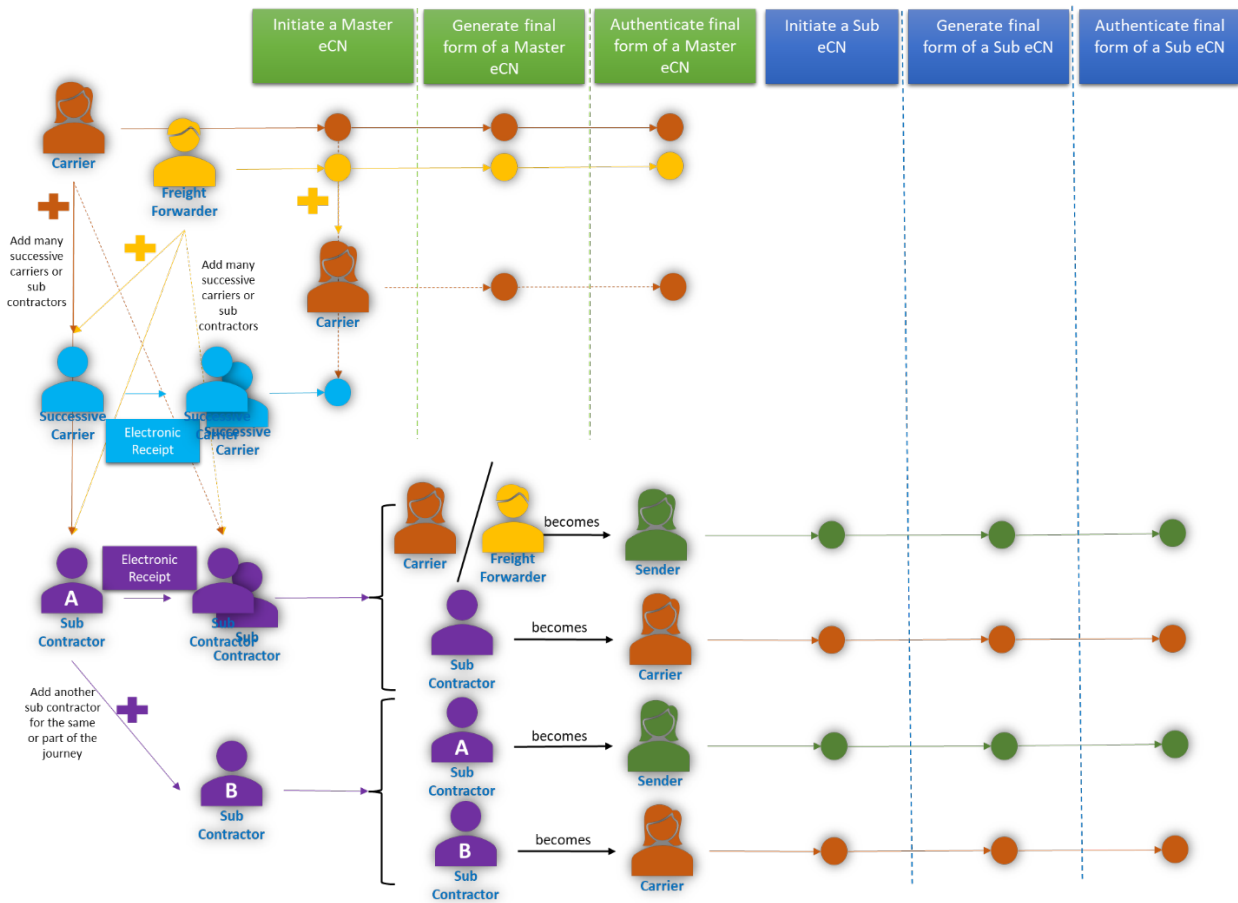 Initiate a Master
eCN
Generate final
form of a Master
eCN
Authenticate final
form of a Master
eCN
Initiate a Sub
eCN
Generate final
form of a Sub eCN
Authenticate final
form of a Sub eCN
Carrier
Freight
Forwarder
Add many
successive
carriers or
sub
contractors
Add many
successive
carriers or
sub
contractors
Carrier
Successive
Carrier
Electronic
Receipt
Successive
Carrier
Successive
Carrier
A
Sub
Contractor
Electronic
Receipt
Sub
Contractor
Sub
Contractor
Carrier
Freight
Forwarder
becomes
Sender
Sub
Contractor
becomes
Carrier
Add another
sub contractor
for the same
or part of the
journey
B
Sub
Contractor
A
Sub
Contractor
becomes
Sender
B
Sub
Contractor
becomes
Carrier